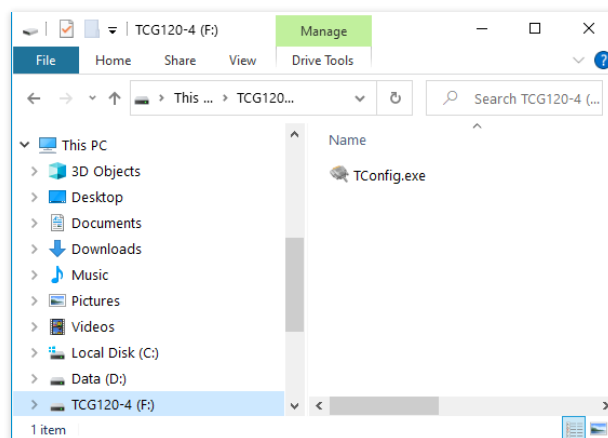 TCG120-4 (F:)
Manage
File
Home
Share
View
Drive Tools
This ...
TCG120...
Search TCG120-4 (...
This PC
3D Objects
Desktop
Documents
Downloads
Music
Pictures
Videos
Local Disk (C:)
Data (D:)
TCG120-4 (F:)
Name
TConfig.exe
1 item